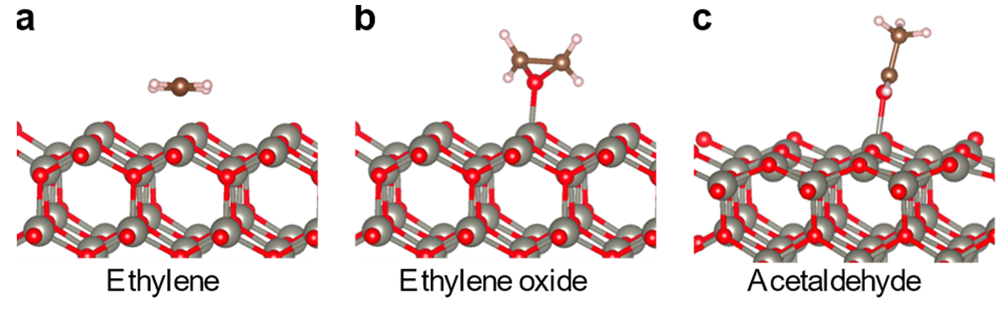 a
b
c
Ethylene
Ethylene oxide
Acetaldehyde